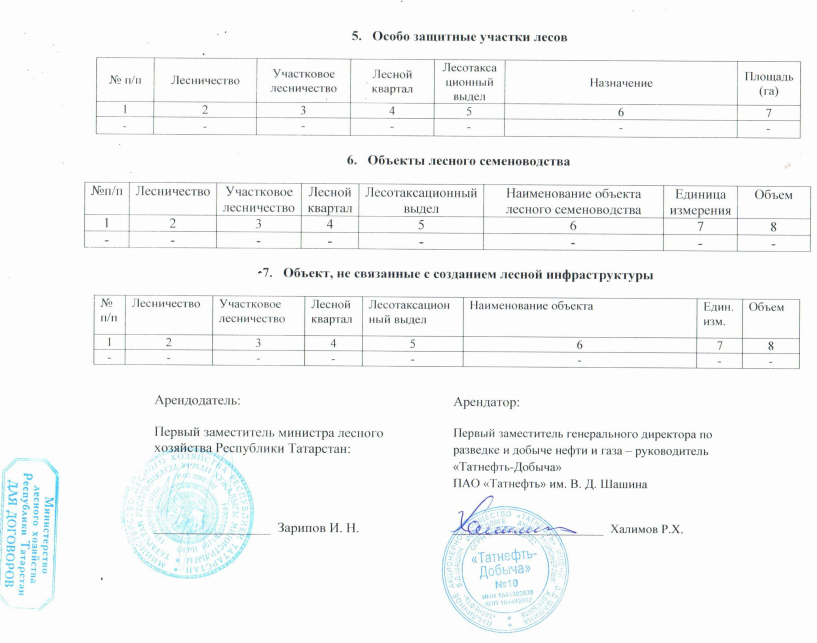 5. Особо защитные участки лесов
№ п/п Лесничество Участковое лесничество Лесной квартал Лесотакса ционный выдел Назначение Площадь (га)
1 2 3 4 5 6 7
- - - - - - -
6. Объекты лесного семеноводства
№п/п Лесничество Участковое лесничество Лесной квартал Лесотаксационный выдел Наименование объекта лесного семеноводства Единица измерения Объем
1 2 3 4 5 6 7 8
- - - - - - - -
7. Объект, не связанные с созданием лесной инфраструктуры
№ п/п Лесничество Участковое лесничество Лесной квартал Лесотаксацион ный выдел Наименование объекта Един. изм. Объем
1 2 3 4 5 6 7 8
- - - - - - - -
Арендодатель:
Первый заместитель министра лесного
хозяйства Республики Татарстан:
Зарипов И. Н.
Арендатор:
Первый заместитель генерального директора по
разведке и добыче нефти и газа – руководитель
«Татнефть-Добыча»
ПАО «Татнефть» им. В. Д. Шашина
Халимов Р.Х.
«Татнефть-
Добыча»
№10
Министерство
лесного хозяйства
Республики Татарстан
ДЛЯ ДОГОВОРОВ